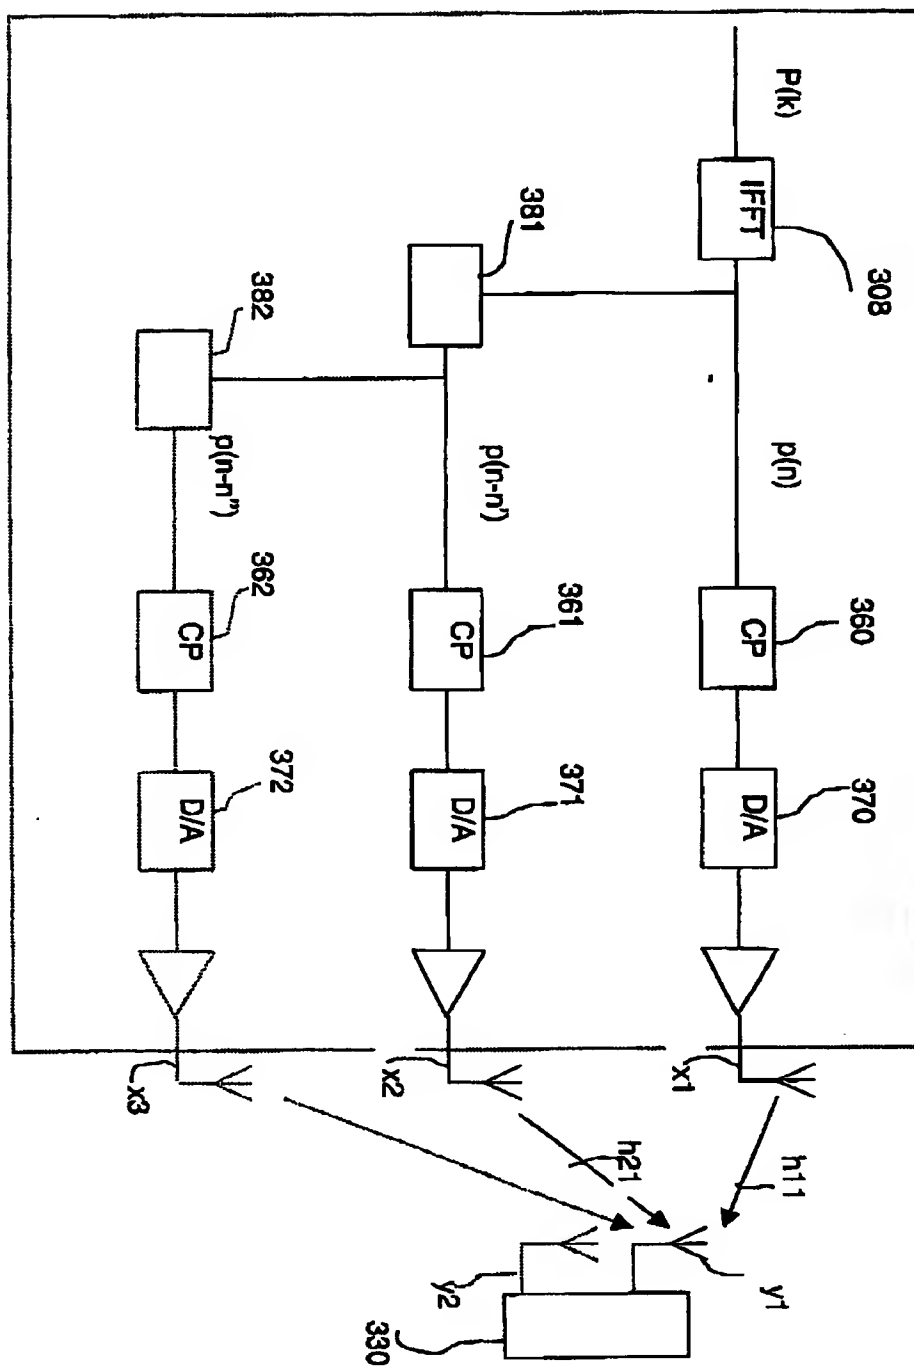 P(k)
IFFT
308
p(n)
CP
360
D/A
370
x1
h11
y1
381
p(n-n')
CP
361
D/A
371
x2
h21
y2
330
382
p(n-n")
CP
362
D/A
372
x3